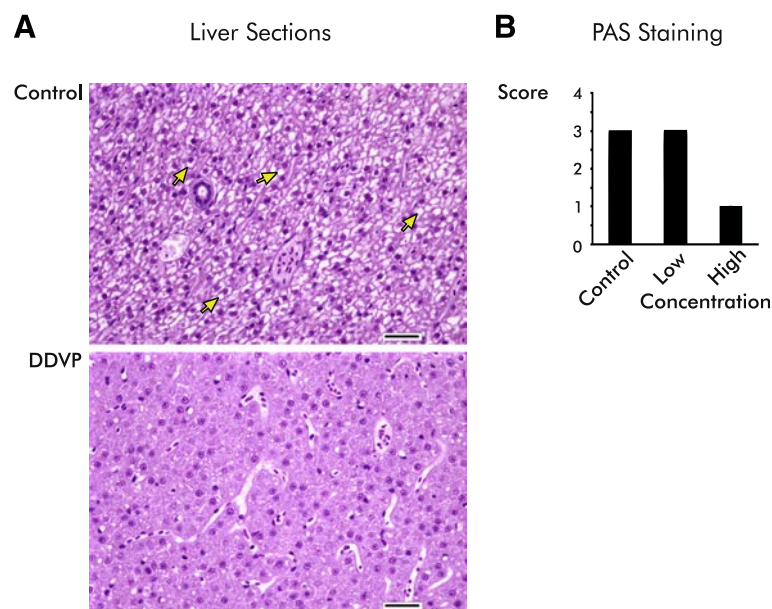 A
Liver Sections
Control
DDVP
B
PAS Staining
Score
4
3
2
1
0
Control
Low
High
Concentration